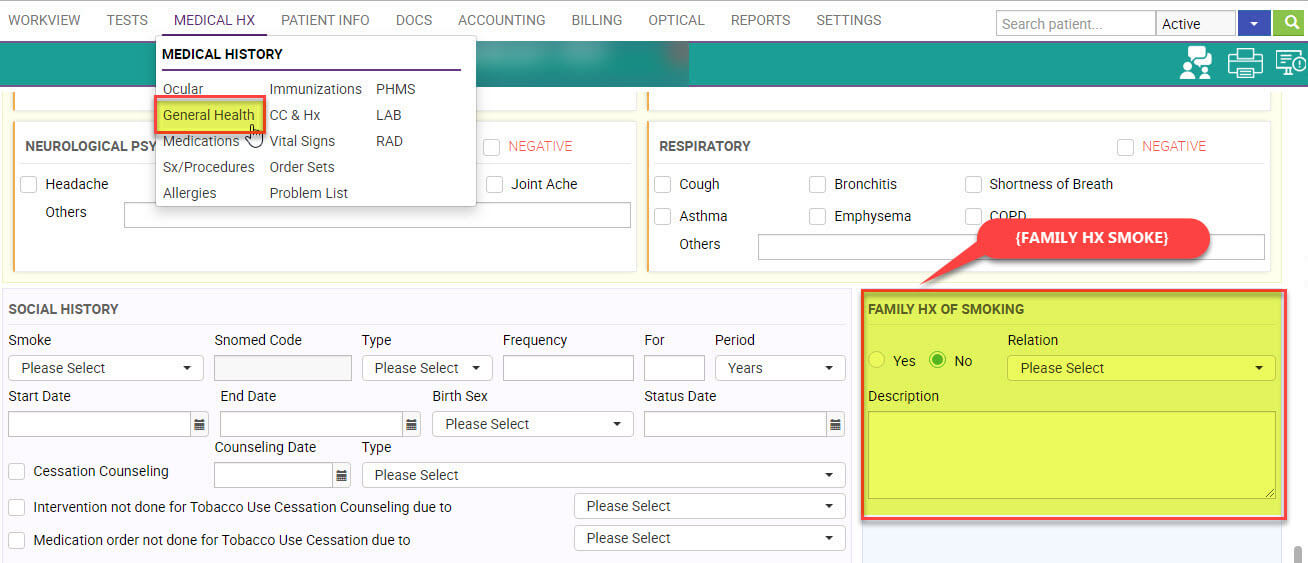 WORKVIEW TESTS MEDICAL HX PATIENT INFO DOCS ACCOUNTING BILLING OPTICAL REPORTS SETTINGS Search patient... Active
MEDICAL HISTORY
Ocular Immunizations PHMS
General Health CC & Hx LAB
Medications Vital Signs RAD
Sx/Procedures Order Sets
Allergies Problem List
NEUROLOGICAL PSY NEGATIVE
Headache Joint Ache
Others
RESPIRATORY NEGATIVE
Cough Bronchitis Shortness of Breath
Asthma Emphysema COPD
Others
{FAMILY HX SMOKE}
SOCIAL HISTORY
Smoke Snomed Code Type Frequency For Period
Please Select Please Select Years
Start Date End Date Birth Sex Status Date
Please Select
Counseling Date Type
Cessation Counseling Please Select
Intervention not done for Tobacco Use Cessation Counseling due to Please Select
Medication order not done for Tobacco Use Cessation due to Please Select
FAMILY HX OF SMOKING
Relation
Yes No Please Select
Description